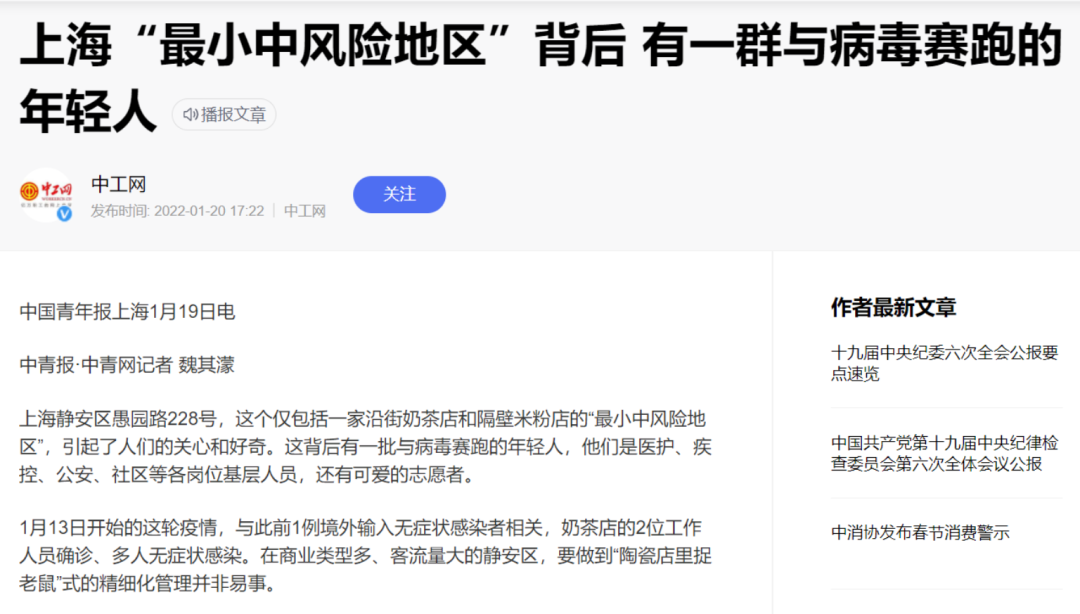 上海“最小中风险地区”背后 有一群与病毒赛跑的
年轻人
播报文章
中工网
中工网
发布时间: 2022-01-20 17:22 中工网
关注
中国青年报上海1月19日电
中青报·中青网记者 魏其濛
上海静安区愚园路228号，这个仅包括一家沿街奶茶店和隔壁米粉店的“最小中风险地
区”，引起了人们的关心和好奇。这背后有一批与病毒赛跑的年轻人，他们是医护、疾
控、公安、社区等各岗位基层人员，还有可爱的志愿者。
1月13日开始的这轮疫情，与此前1例境外输入无症状感染者相关，奶茶店的2位工作
人员确诊、多人无症状感染。在商业类型多、客流量大的静安区，要做到“陶瓷店里捉
老鼠”式的精细化管理并非易事。
作者最新文章
十九届中央纪委六次全会公报要
点速览
中国共产党第十九届中央纪律检
查委员会第六次全体会议公报
中消协发布春节消费警示